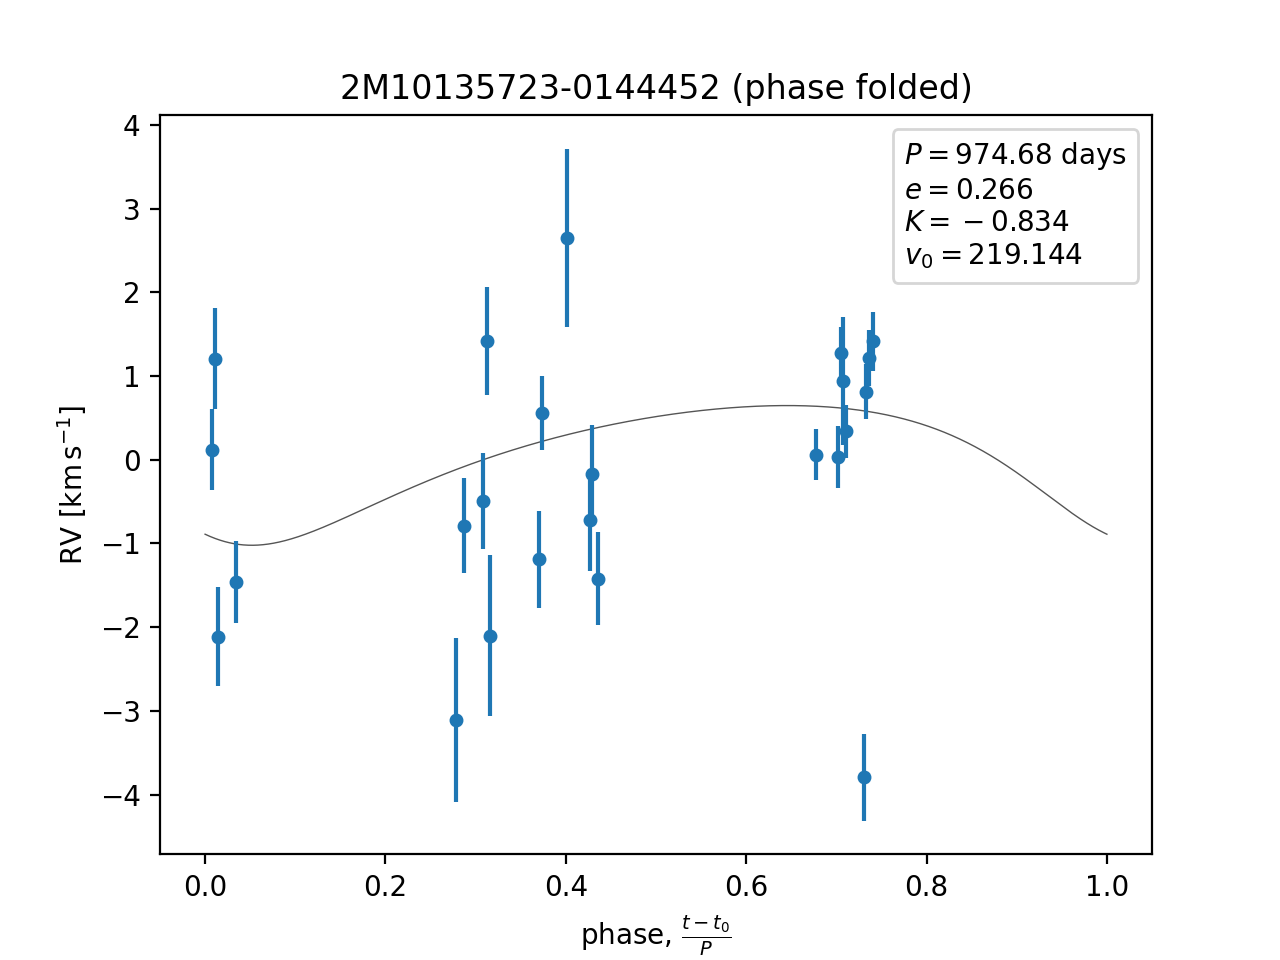 2M10135723-0144452 (phase folded)
P = 974.68 days
e = 0.266
K = −0.834
v₀ = 219.144
4
3
2
1
0
−1
−2
−3
−4
RV [km s⁻¹]
0.0 0.2 0.4 0.6 0.8 1.0
phase, (t − t₀)/P